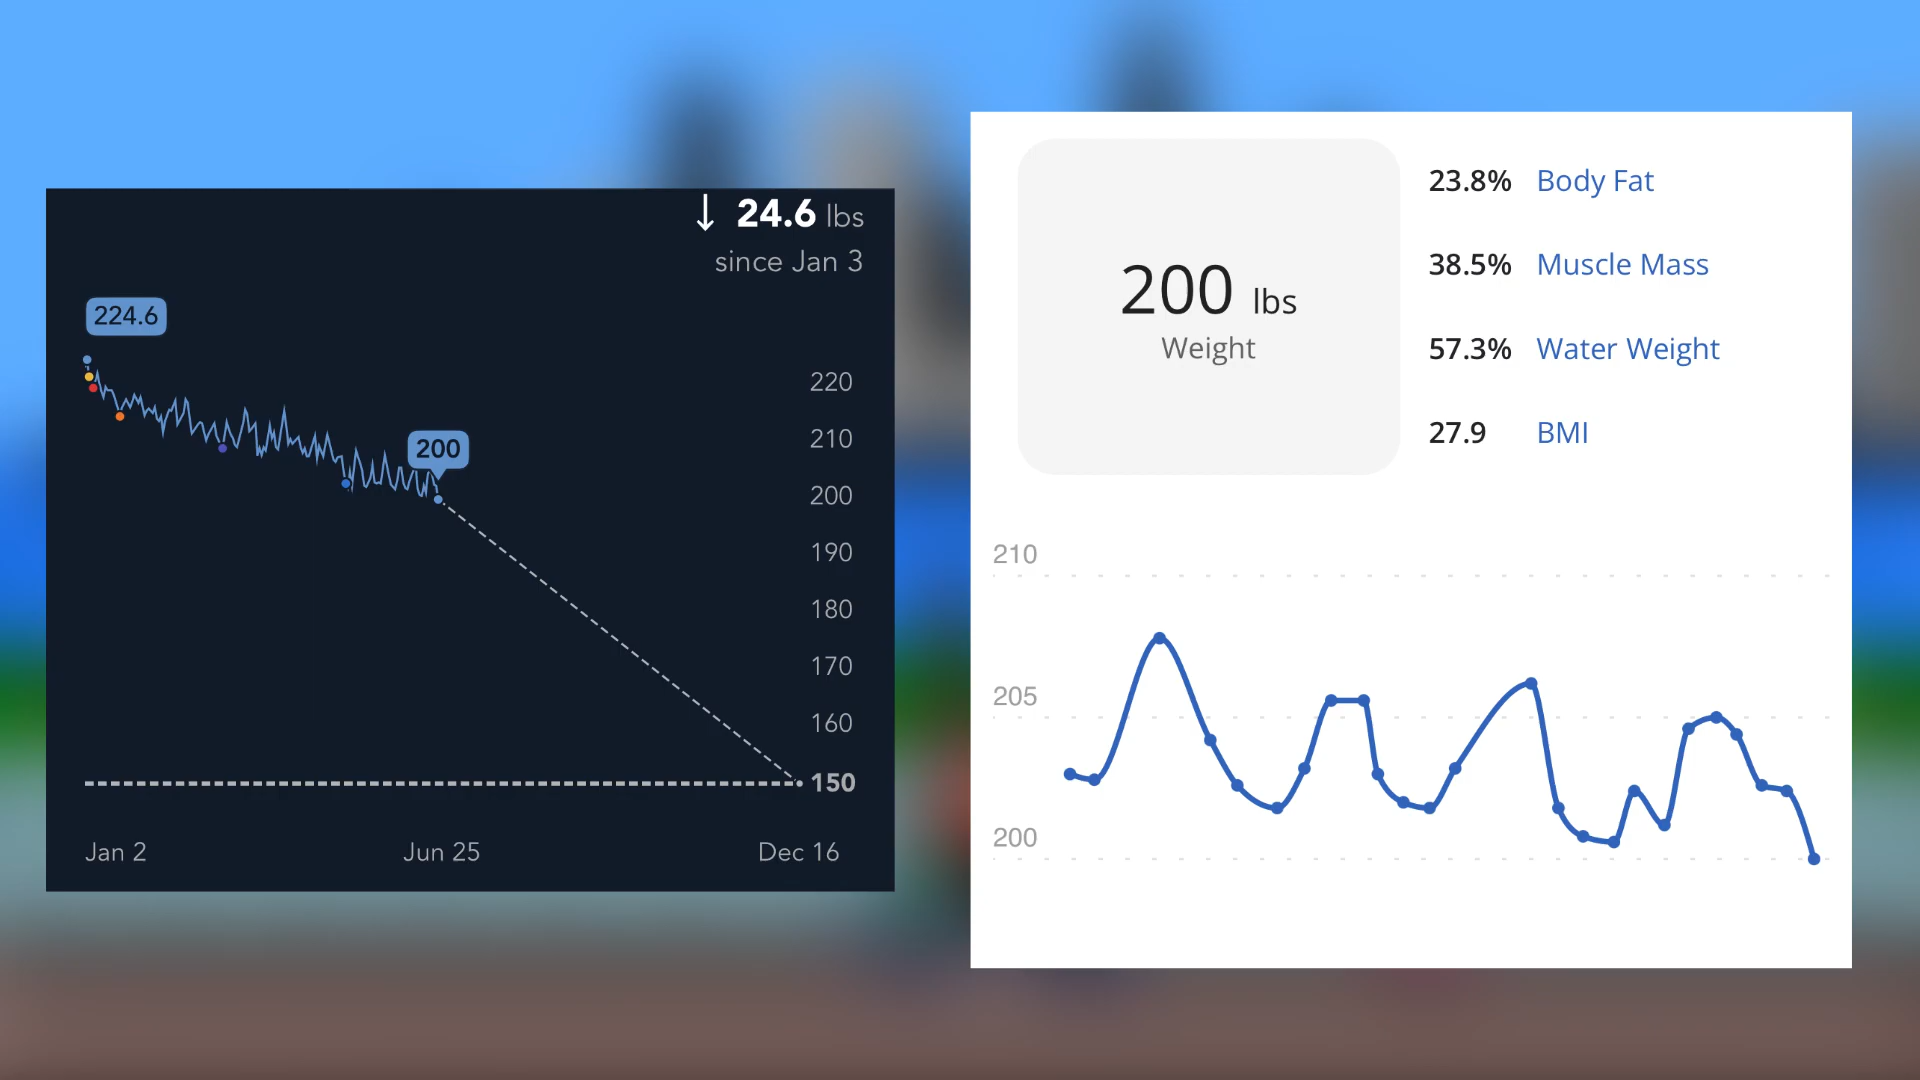 ↓ 24.6 lbs
since Jan 3
224.6
220
210
200
200
190
180
170
160
150
Jan 2 Jun 25 Dec 16
200 lbs
Weight
23.8% Body Fat
38.5% Muscle Mass
57.3% Water Weight
27.9 BMI
210
205
200